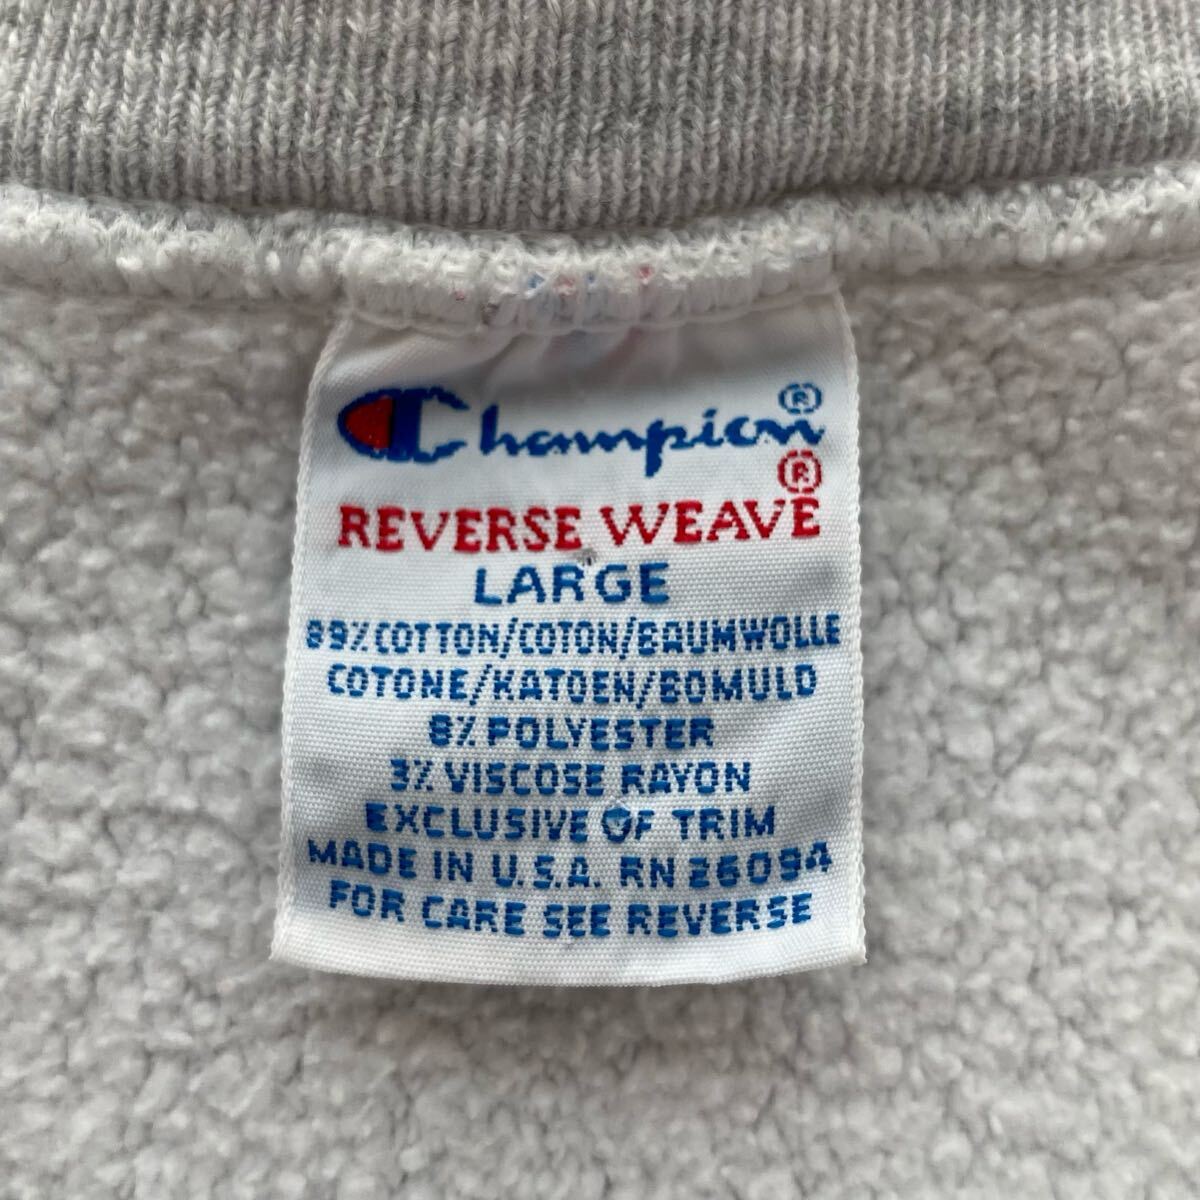 Champion®
REVERSE WEAVE®
LARGE
89% COTTON/COTON/BAUMWOLLE
COTONE/KATOEN/BOMULD
8% POLYESTER
3% VISCOSE RAYON
EXCLUSIVE OF TRIM
MADE IN U.S.A. RN 26094
FOR CARE SEE REVERSE